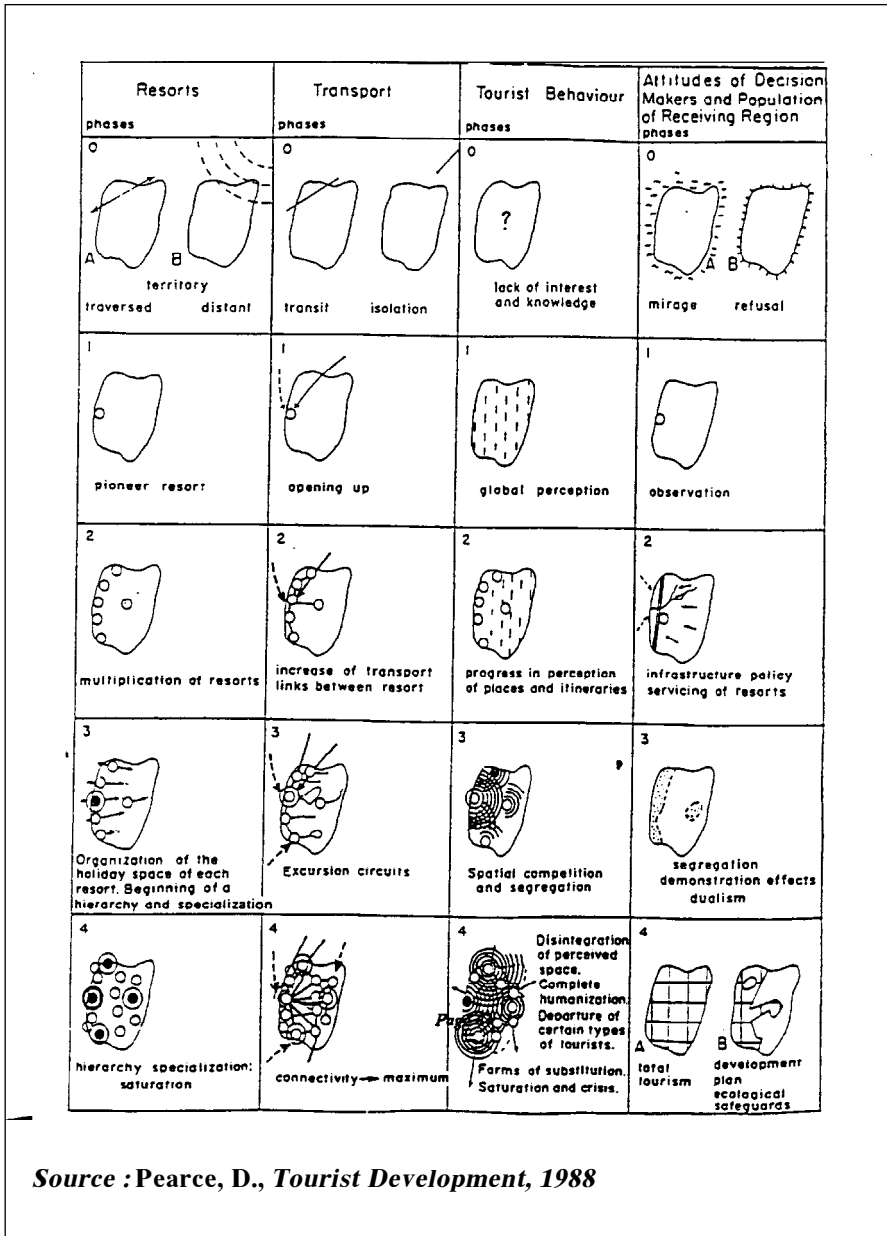 Resorts
phases
Transport
phases
Tourist Behaviour
phases
Attitudes of Decision
Makers and Population
of Receiving Region
phases
0
A
B
territory
traversed distant
0
transit isolation
0
?
lack of interest
and knowledge
0
A B
mirage refusal
1
pioneer resort
1
opening up
1
global perception
1
observation
2
multiplication of resorts
2
increase of transport
links between resort
2
progress in perception
of places and itineraries
2
infrastructure policy
servicing of resorts
3
Organization of the
holiday space of each
resort. Beginning of a
hierarchy and specialization
3
Excursion circuits
3
Spatial competition
and segregation
3
segregation
demonstration effects
dualism
4
hierarchy specialization:
saturation
4
connectivity → maximum
4
Disintegration
of perceived
space.
Complete
humanization.
Departure of
certain types
of tourists.
Forms of substitution.
Saturation and crisis.
4
A
total
tourism
B
development
plan
ecological
safeguards
Source : Pearce, D., Tourist Development, 1988